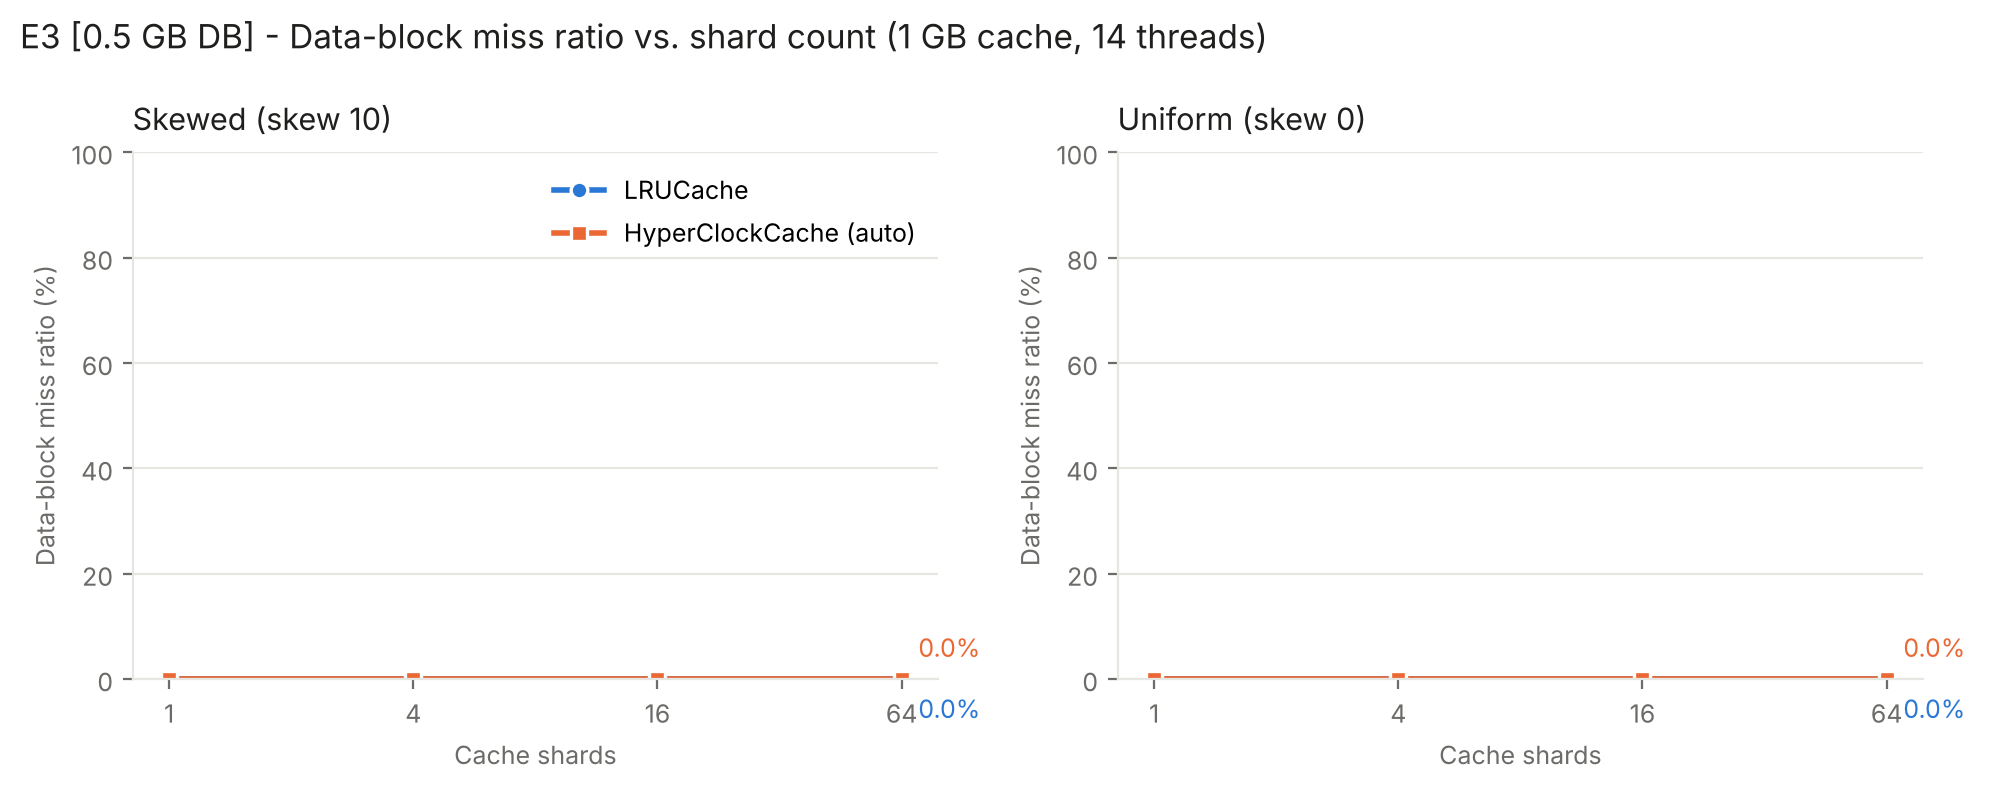 E3 [0.5 GB DB] - Data-block miss ratio vs. shard count (1 GB cache, 14 threads)
Skewed (skew 10)
100
80
60
40
20
0
Data-block miss ratio (%)
LRUCache
HyperClockCache (auto)
0.0%
0.0%
1
4
16
64
Cache shards
Uniform (skew 0)
100
80
60
40
20
0
Data-block miss ratio (%)
0.0%
0.0%
1
4
16
64
Cache shards